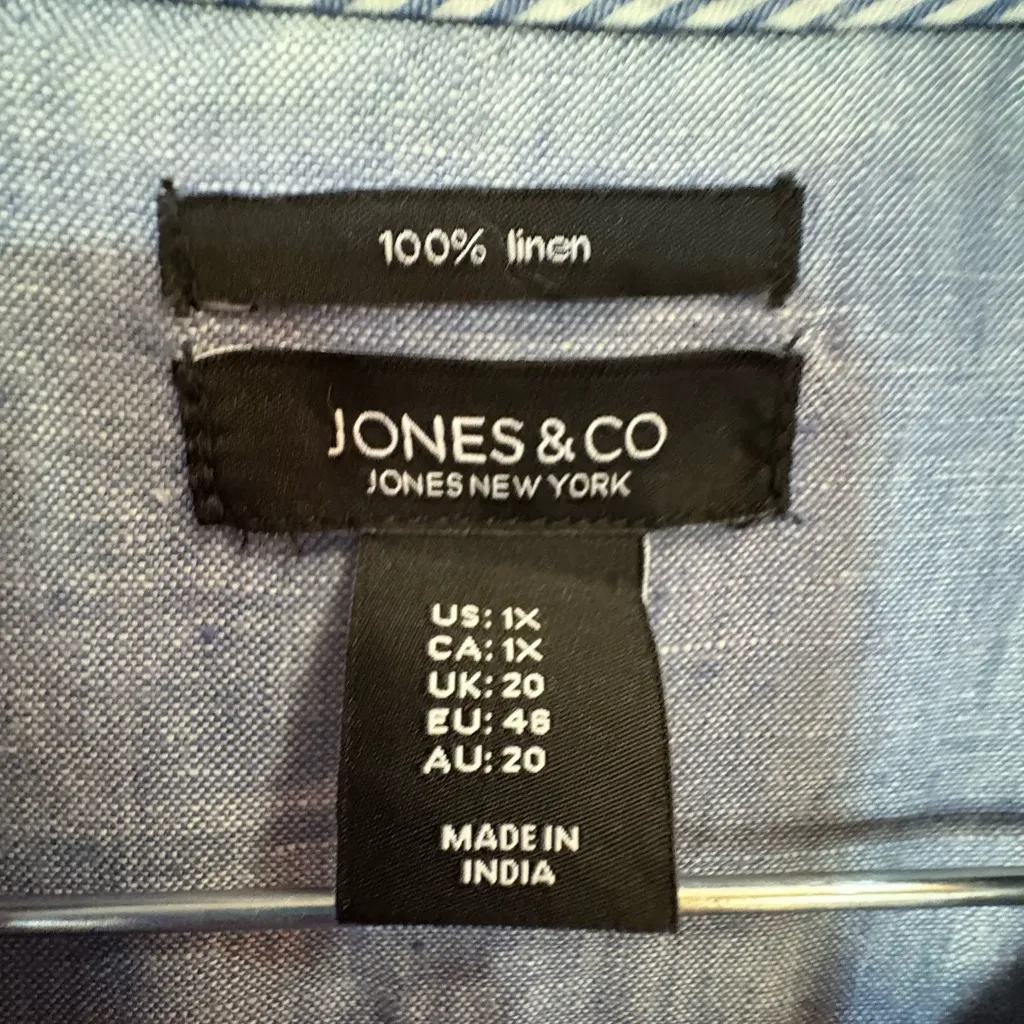 100% linen
JONES & CO
JONES NEW YORK
US: 1X
CA: 1X
UK: 20
EU: 46
AU: 20
MADE IN
INDIA